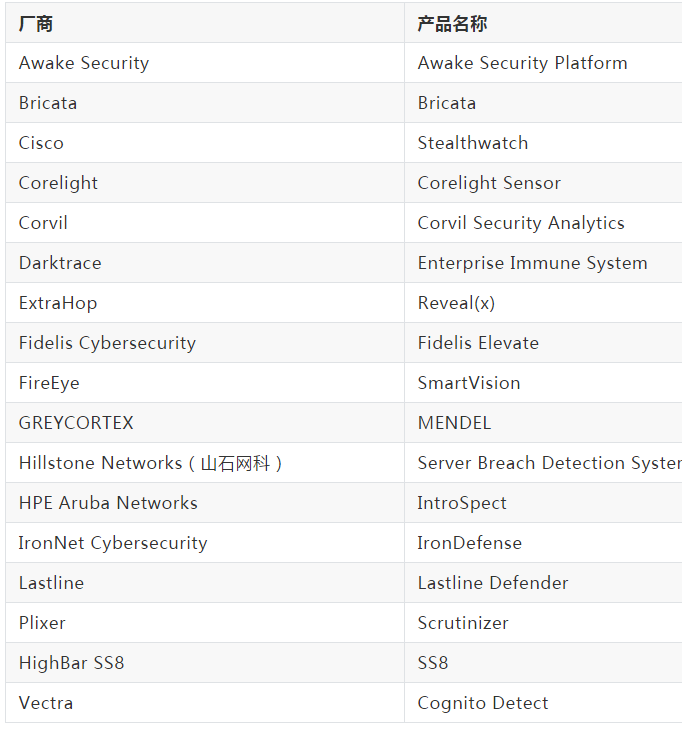 厂商 产品名称
Awake Security Awake Security Platform
Bricata Bricata
Cisco Stealthwatch
Corelight Corelight Sensor
Corvil Corvil Security Analytics
Darktrace Enterprise Immune System
ExtraHop Reveal(x)
Fidelis Cybersecurity Fidelis Elevate
FireEye SmartVision
GREYCORTEX MENDEL
Hillstone Networks（山石网科） Server Breach Detection
HPE Aruba Networks IntroSpect
IronNet Cybersecurity IronDefense
Lastline Lastline Defender
Plixer Scrutinizer
HighBar SS8 SS8
Vectra Cognito Detect